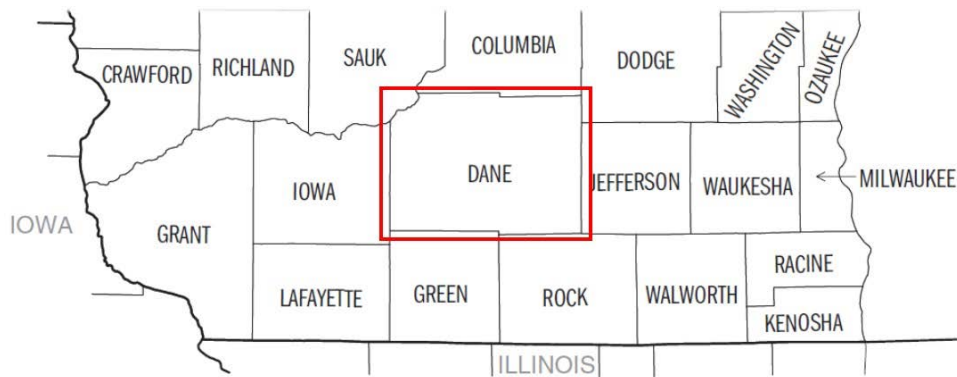 CRAWFORD
RICHLAND
SAUK
COLUMBIA
DODGE
WASHINGTON
OZAUKEE
IOWA
GRANT
IOWA
DANE
JEFFERSON
WAUKESHA
MILWAUKEE
LAFAYETTE
GREEN
ROCK
WALWORTH
RACINE
KENOSHA
ILLINOIS